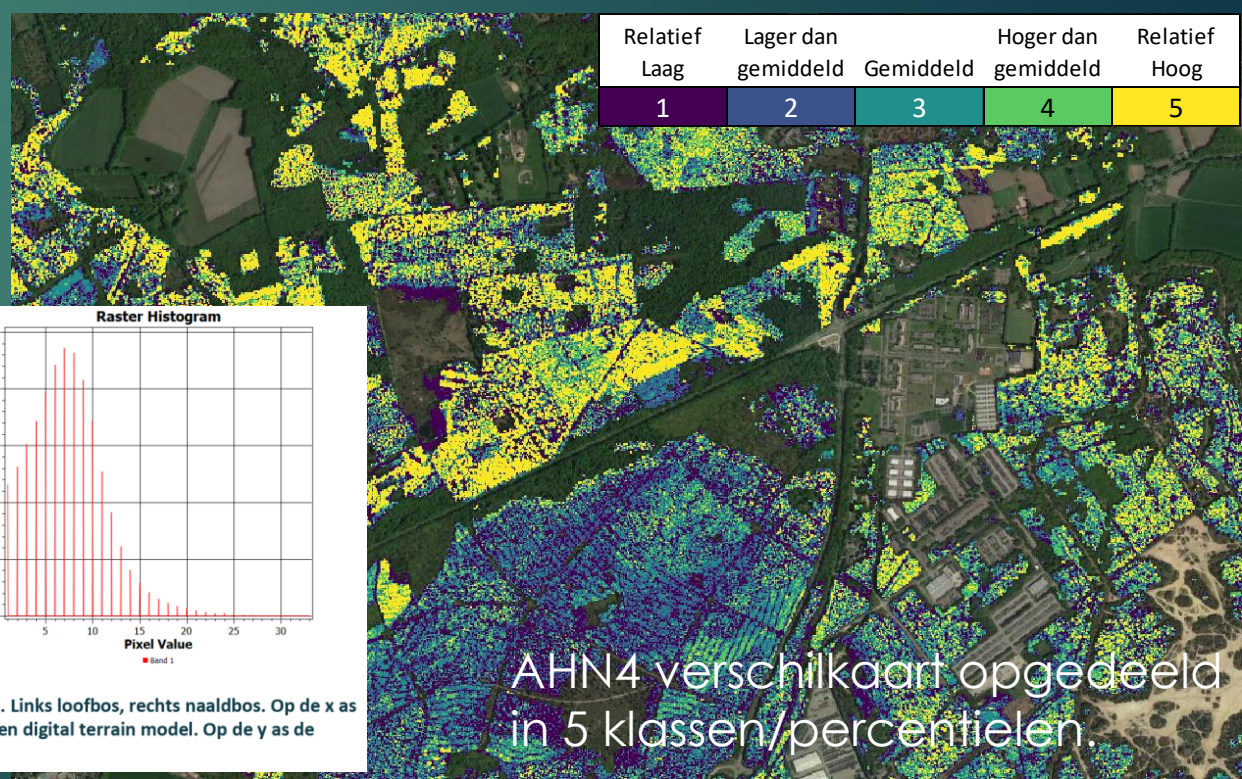 Relatief Laag
Lager dan gemiddeld
Gemiddeld
Hoger dan gemiddeld
Relatief Hoog
1 2 3 4 5
Raster Histogram
5 10 15 20 25 30
Pixel Value
Band 1
. Links loofbos, rechts naaldbos. Op de x as
en digital terrain model. Op de y as de
AHN4 verschilkaart opgedeeld
in 5 klassen/percentielen.